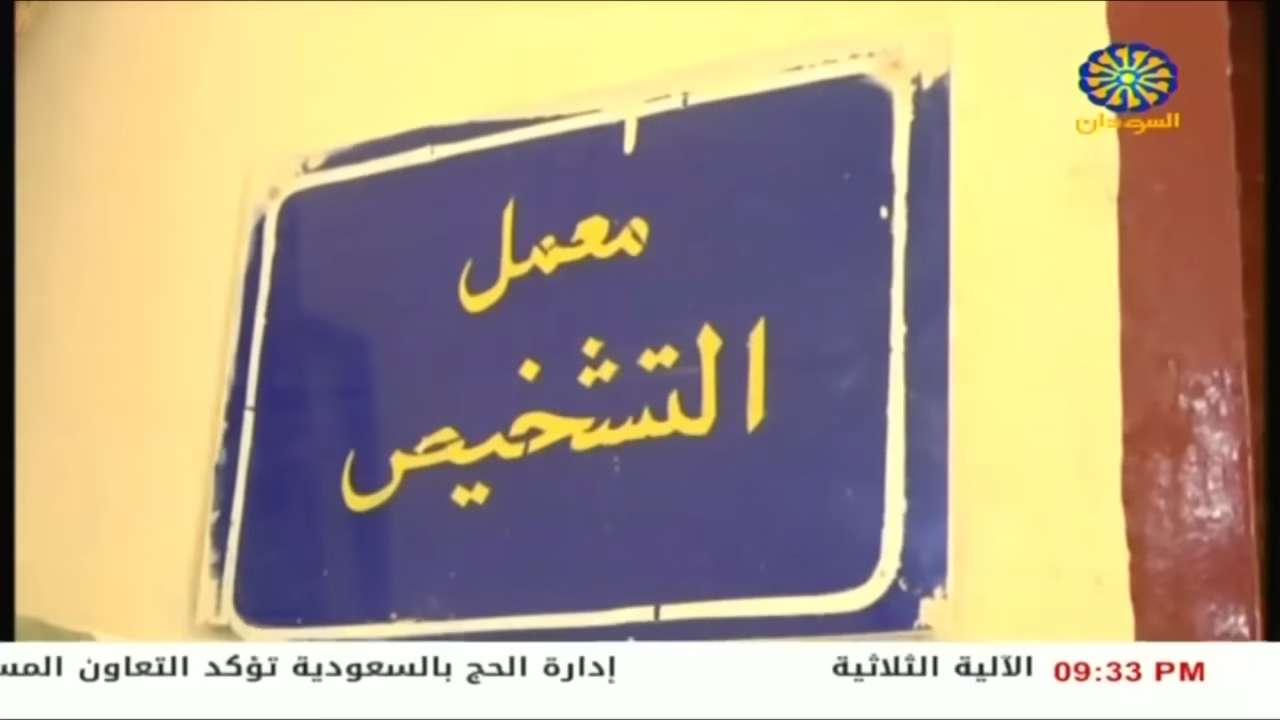 السودان
معمل
التشخيص
09:33 PM الآلية الثلاثية
إدارة الحج بالسعودية تؤكد التعاون